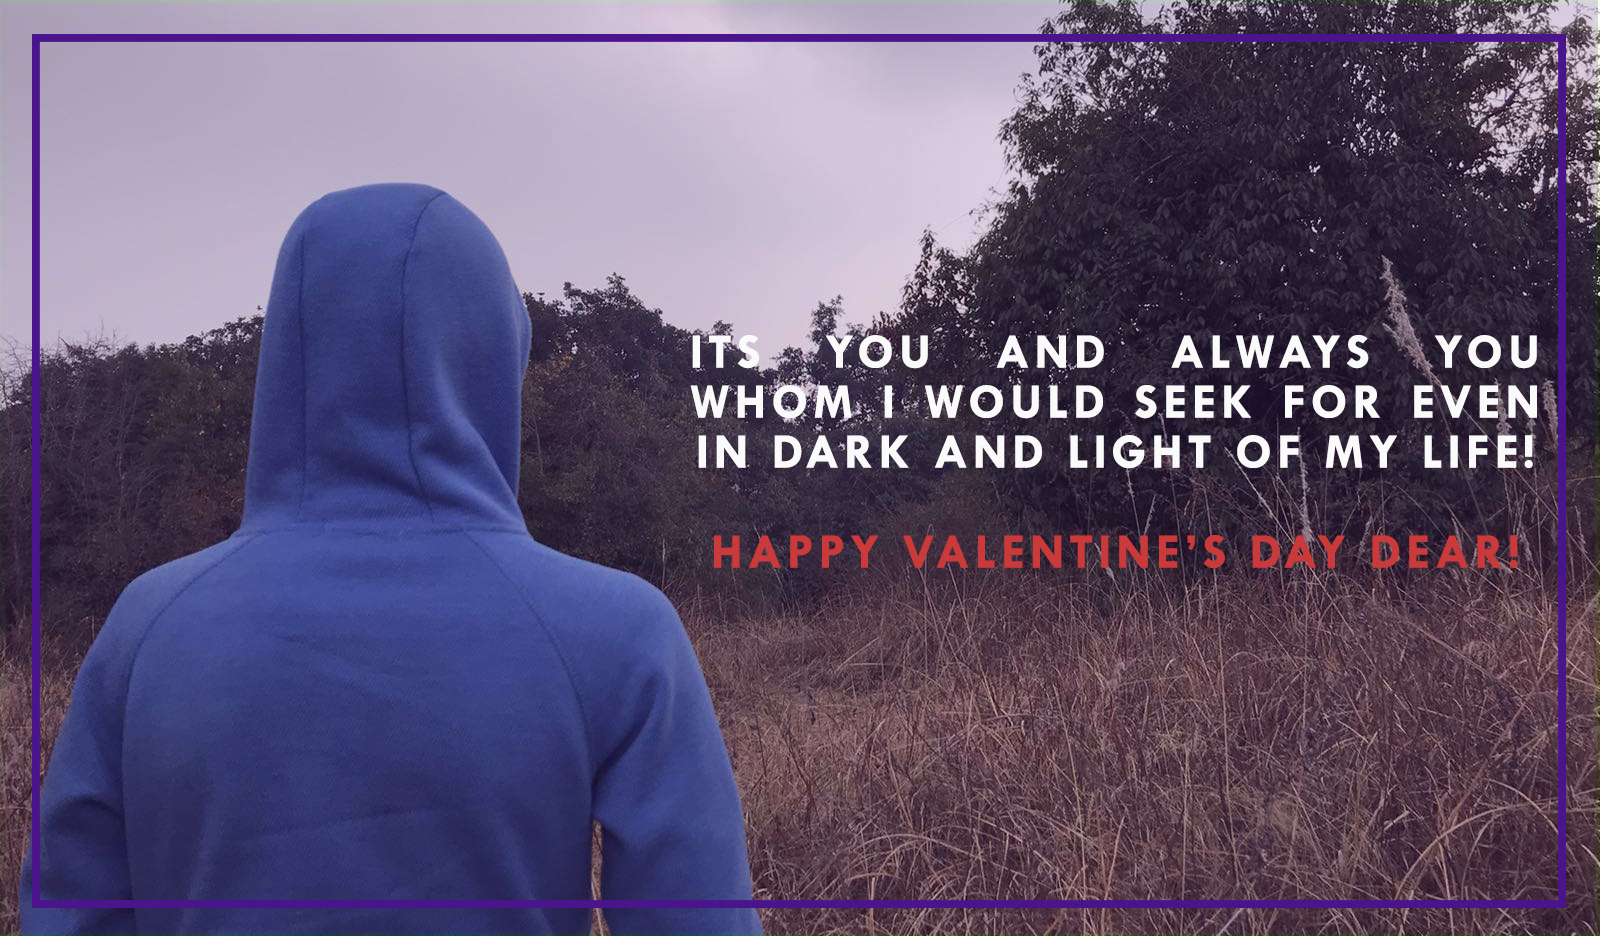 ITS YOU AND ALWAYS YOU
WHOM I WOULD SEEK FOR EVEN
IN DARK AND LIGHT OF MY LIFE!
HAPPY VALENTINE’S DAY DEAR!